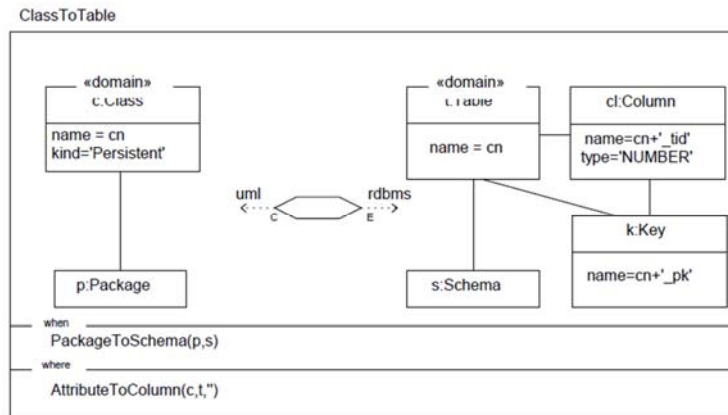 ClassToTable
«domain»
c:Class
name = cn
kind='Persistent'
p:Package
uml
C
rdbms
E
«domain»
t:Table
name = cn
s:Schema
cl:Column
name=cn+'_tid'
type='NUMBER'
k:Key
name=cn+'_pk'
when
PackageToSchema(p,s)
where
AttributeToColumn(c,t,'')